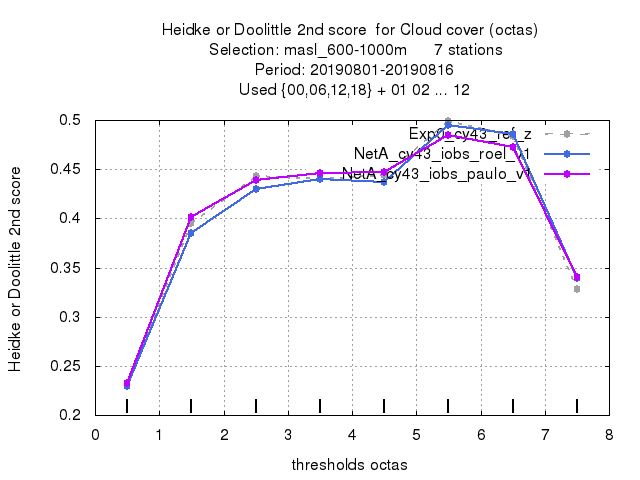 Heidke or Doolittle 2nd score  for Cloud cover (octas)
Selection: masl_600-1000m      7 stations
Period: 20190801-20190816
Used {00,06,12,18} + 01 02 ... 12
Heidke or Doolittle 2nd score
0.5
0.45
0.4
0.35
0.3
0.25
0.2
Exp0_cy43_ref_z
NetA_cy43_iobs_roel_v1
NetA_cy43_iobs_paulo_v1
0 1 2 3 4 5 6 7 8
thresholds octas